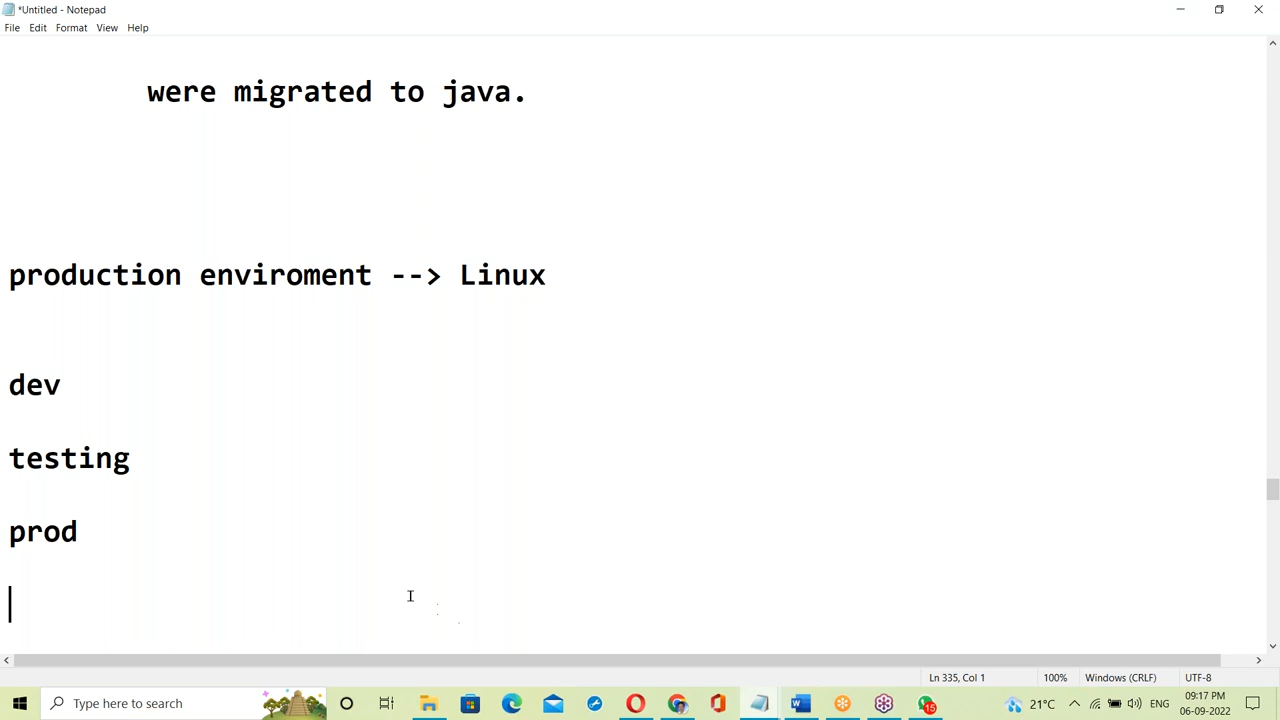 *Untitled - Notepad
File Edit Format View Help
were migrated to java.
production enviroment --> Linux
dev
testing
prod
Ln 335, Col 1 100% Windows (CRLF) UTF-8
Type here to search
15
21°C
ENG
09:17 PM
06-09-2022